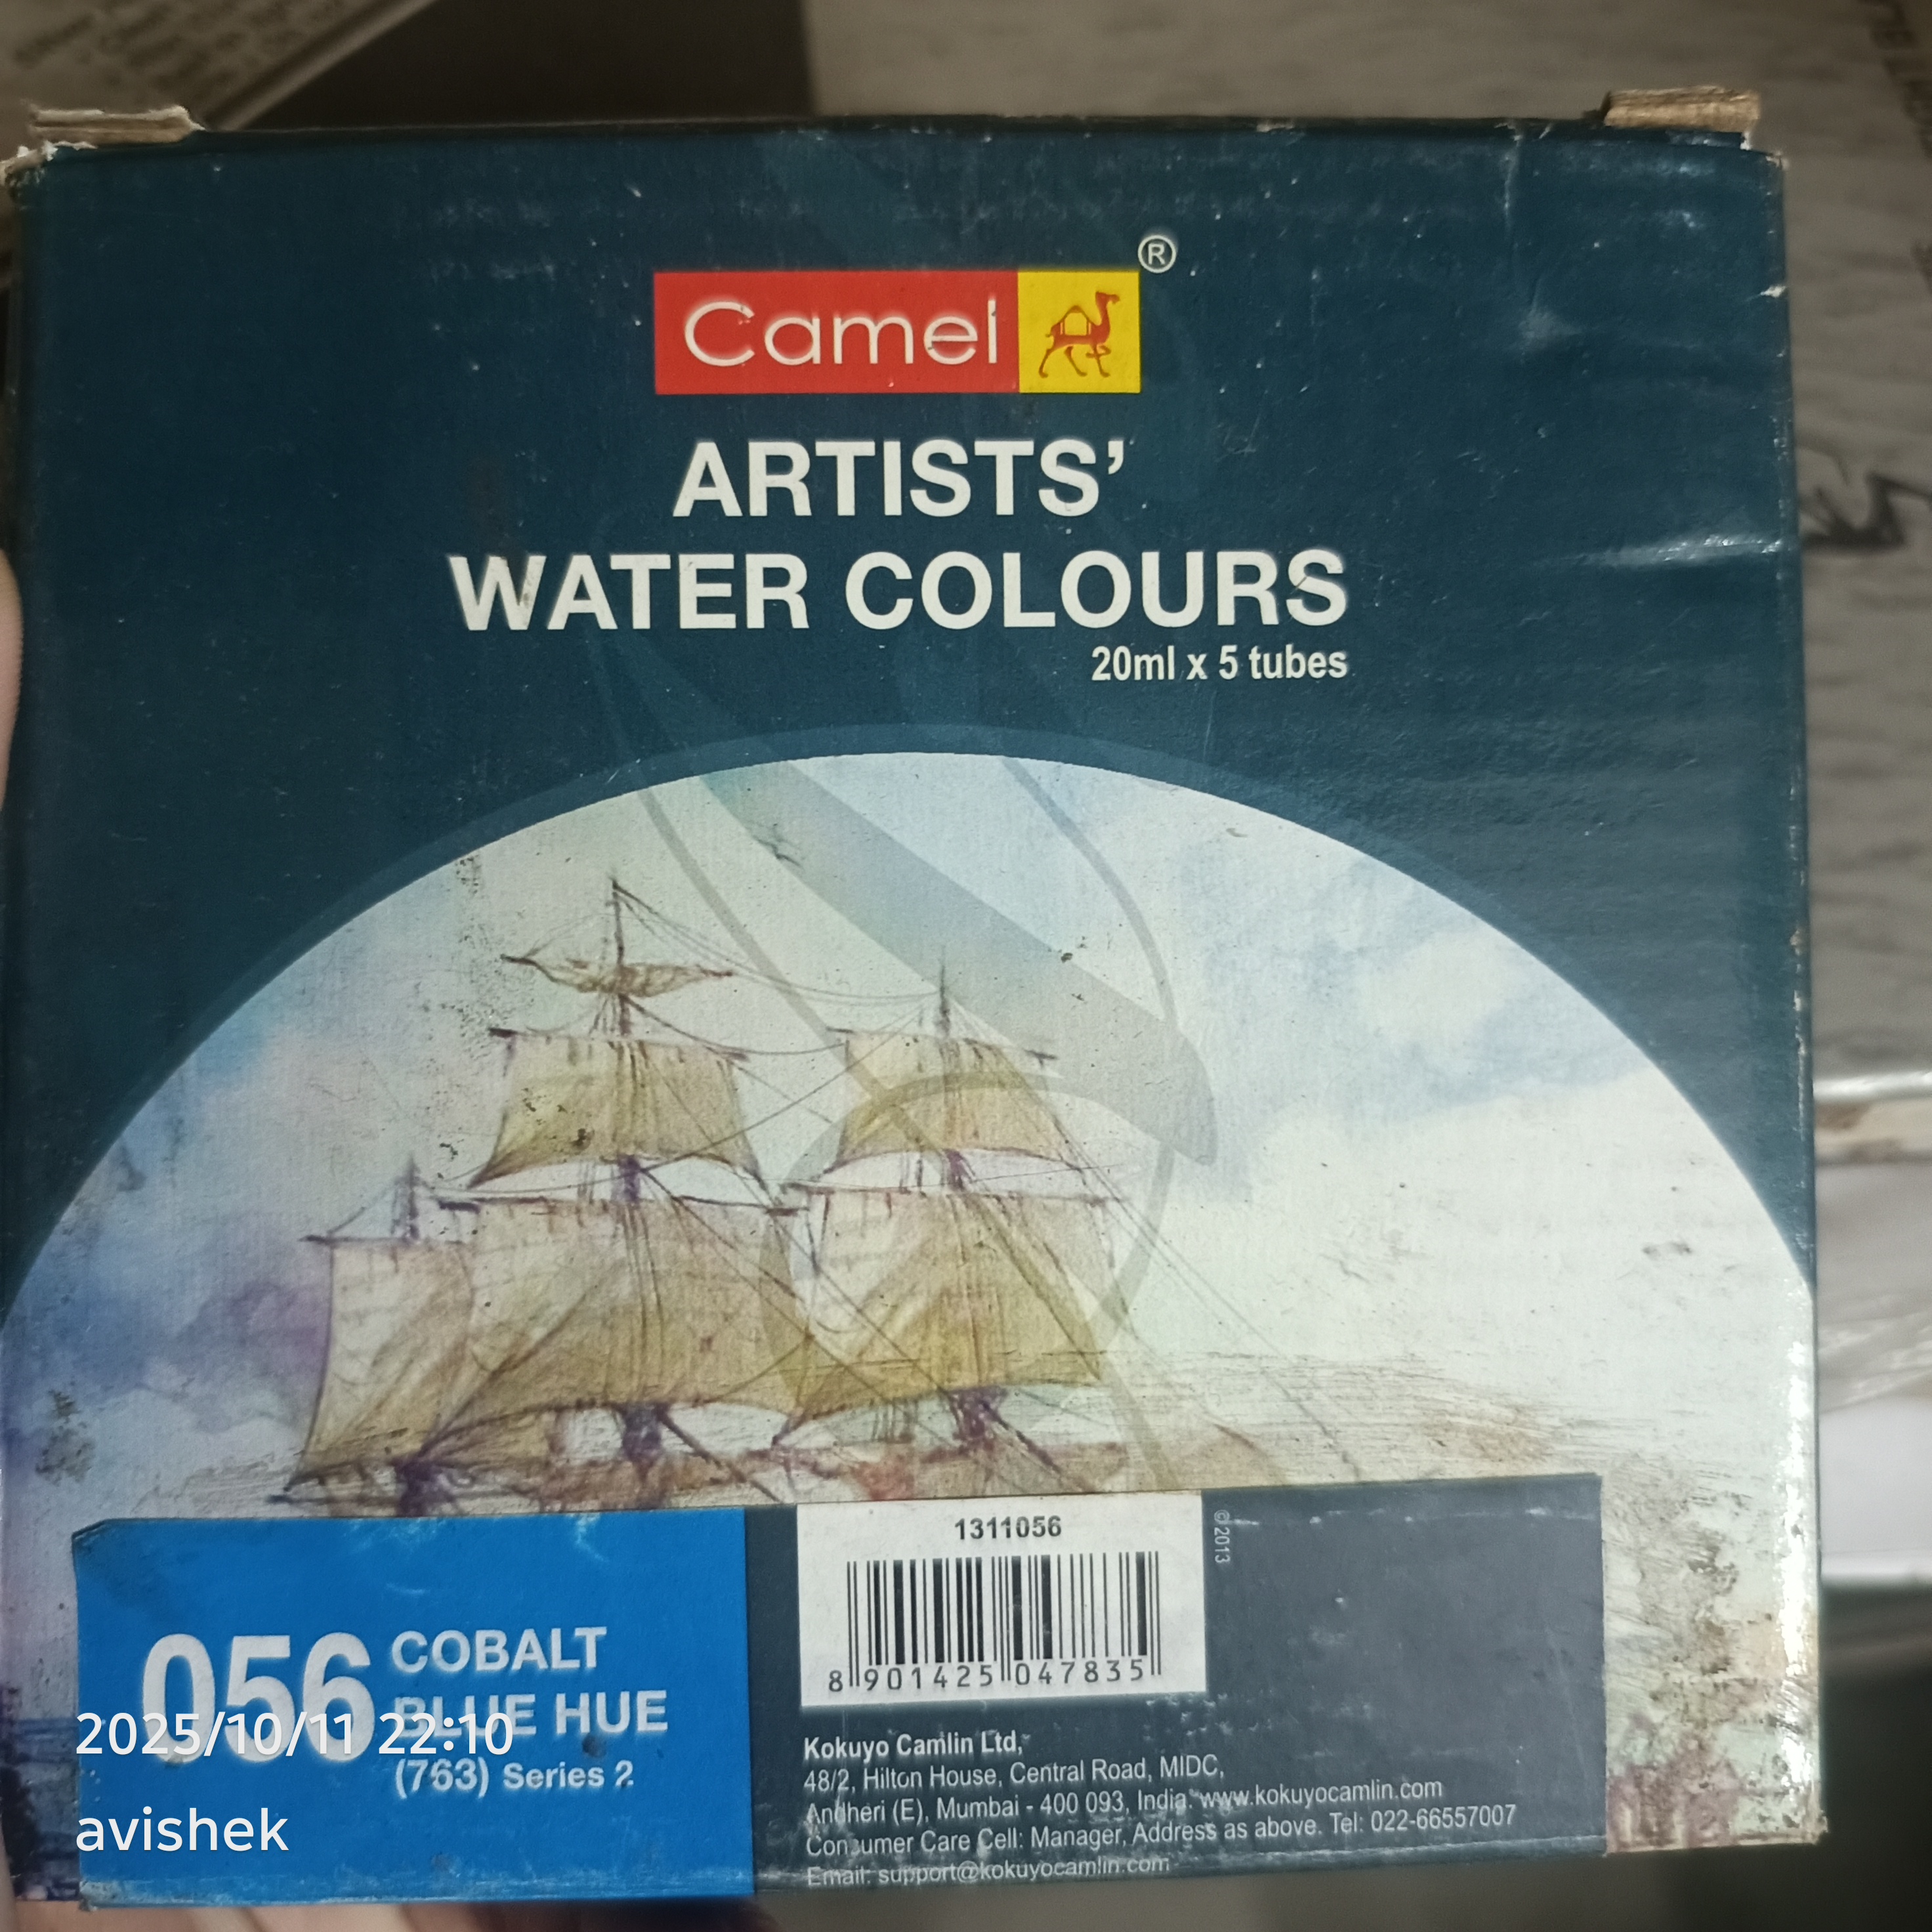 Camel ®
ARTISTS’
WATER COLOURS
20ml x 5 tubes
1311056
©2013
8 901425 047835
056 COBALT
BLUE HUE
(763) Series 2
Kokuyo Camlin Ltd,
48/2, Hilton House, Central Road, MIDC,
Andheri (E), Mumbai - 400 093, India. www.kokuyocamlin.com
Consumer Care Cell: Manager, Address as above. Tel: 022-66557007
Email: support@kokuyocamlin.com
2025/10/11 22:10
avishek